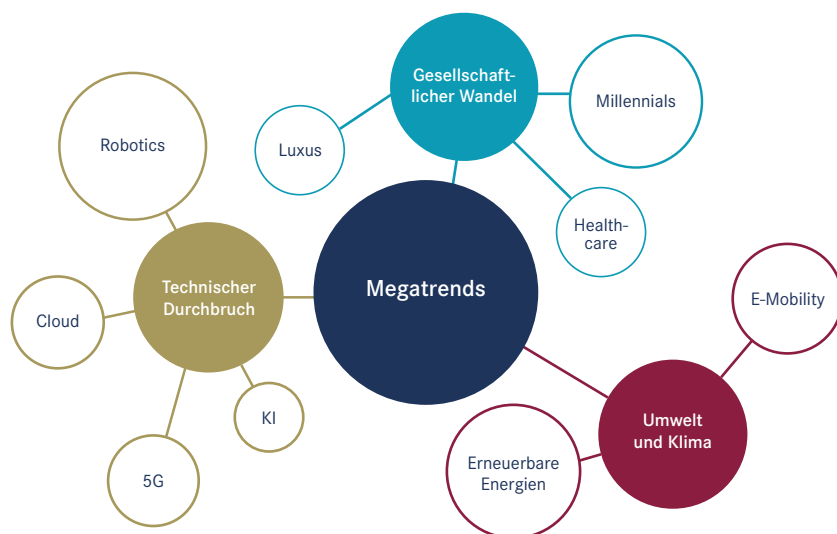 Gesellschaft-
licher Wandel
Millennials
Robotics
Luxus
Health-
care
Megatrends
Technischer
Durchbruch
E-Mobility
Cloud
KI
Umwelt
und Klima
Erneuerbare
Energien
5G